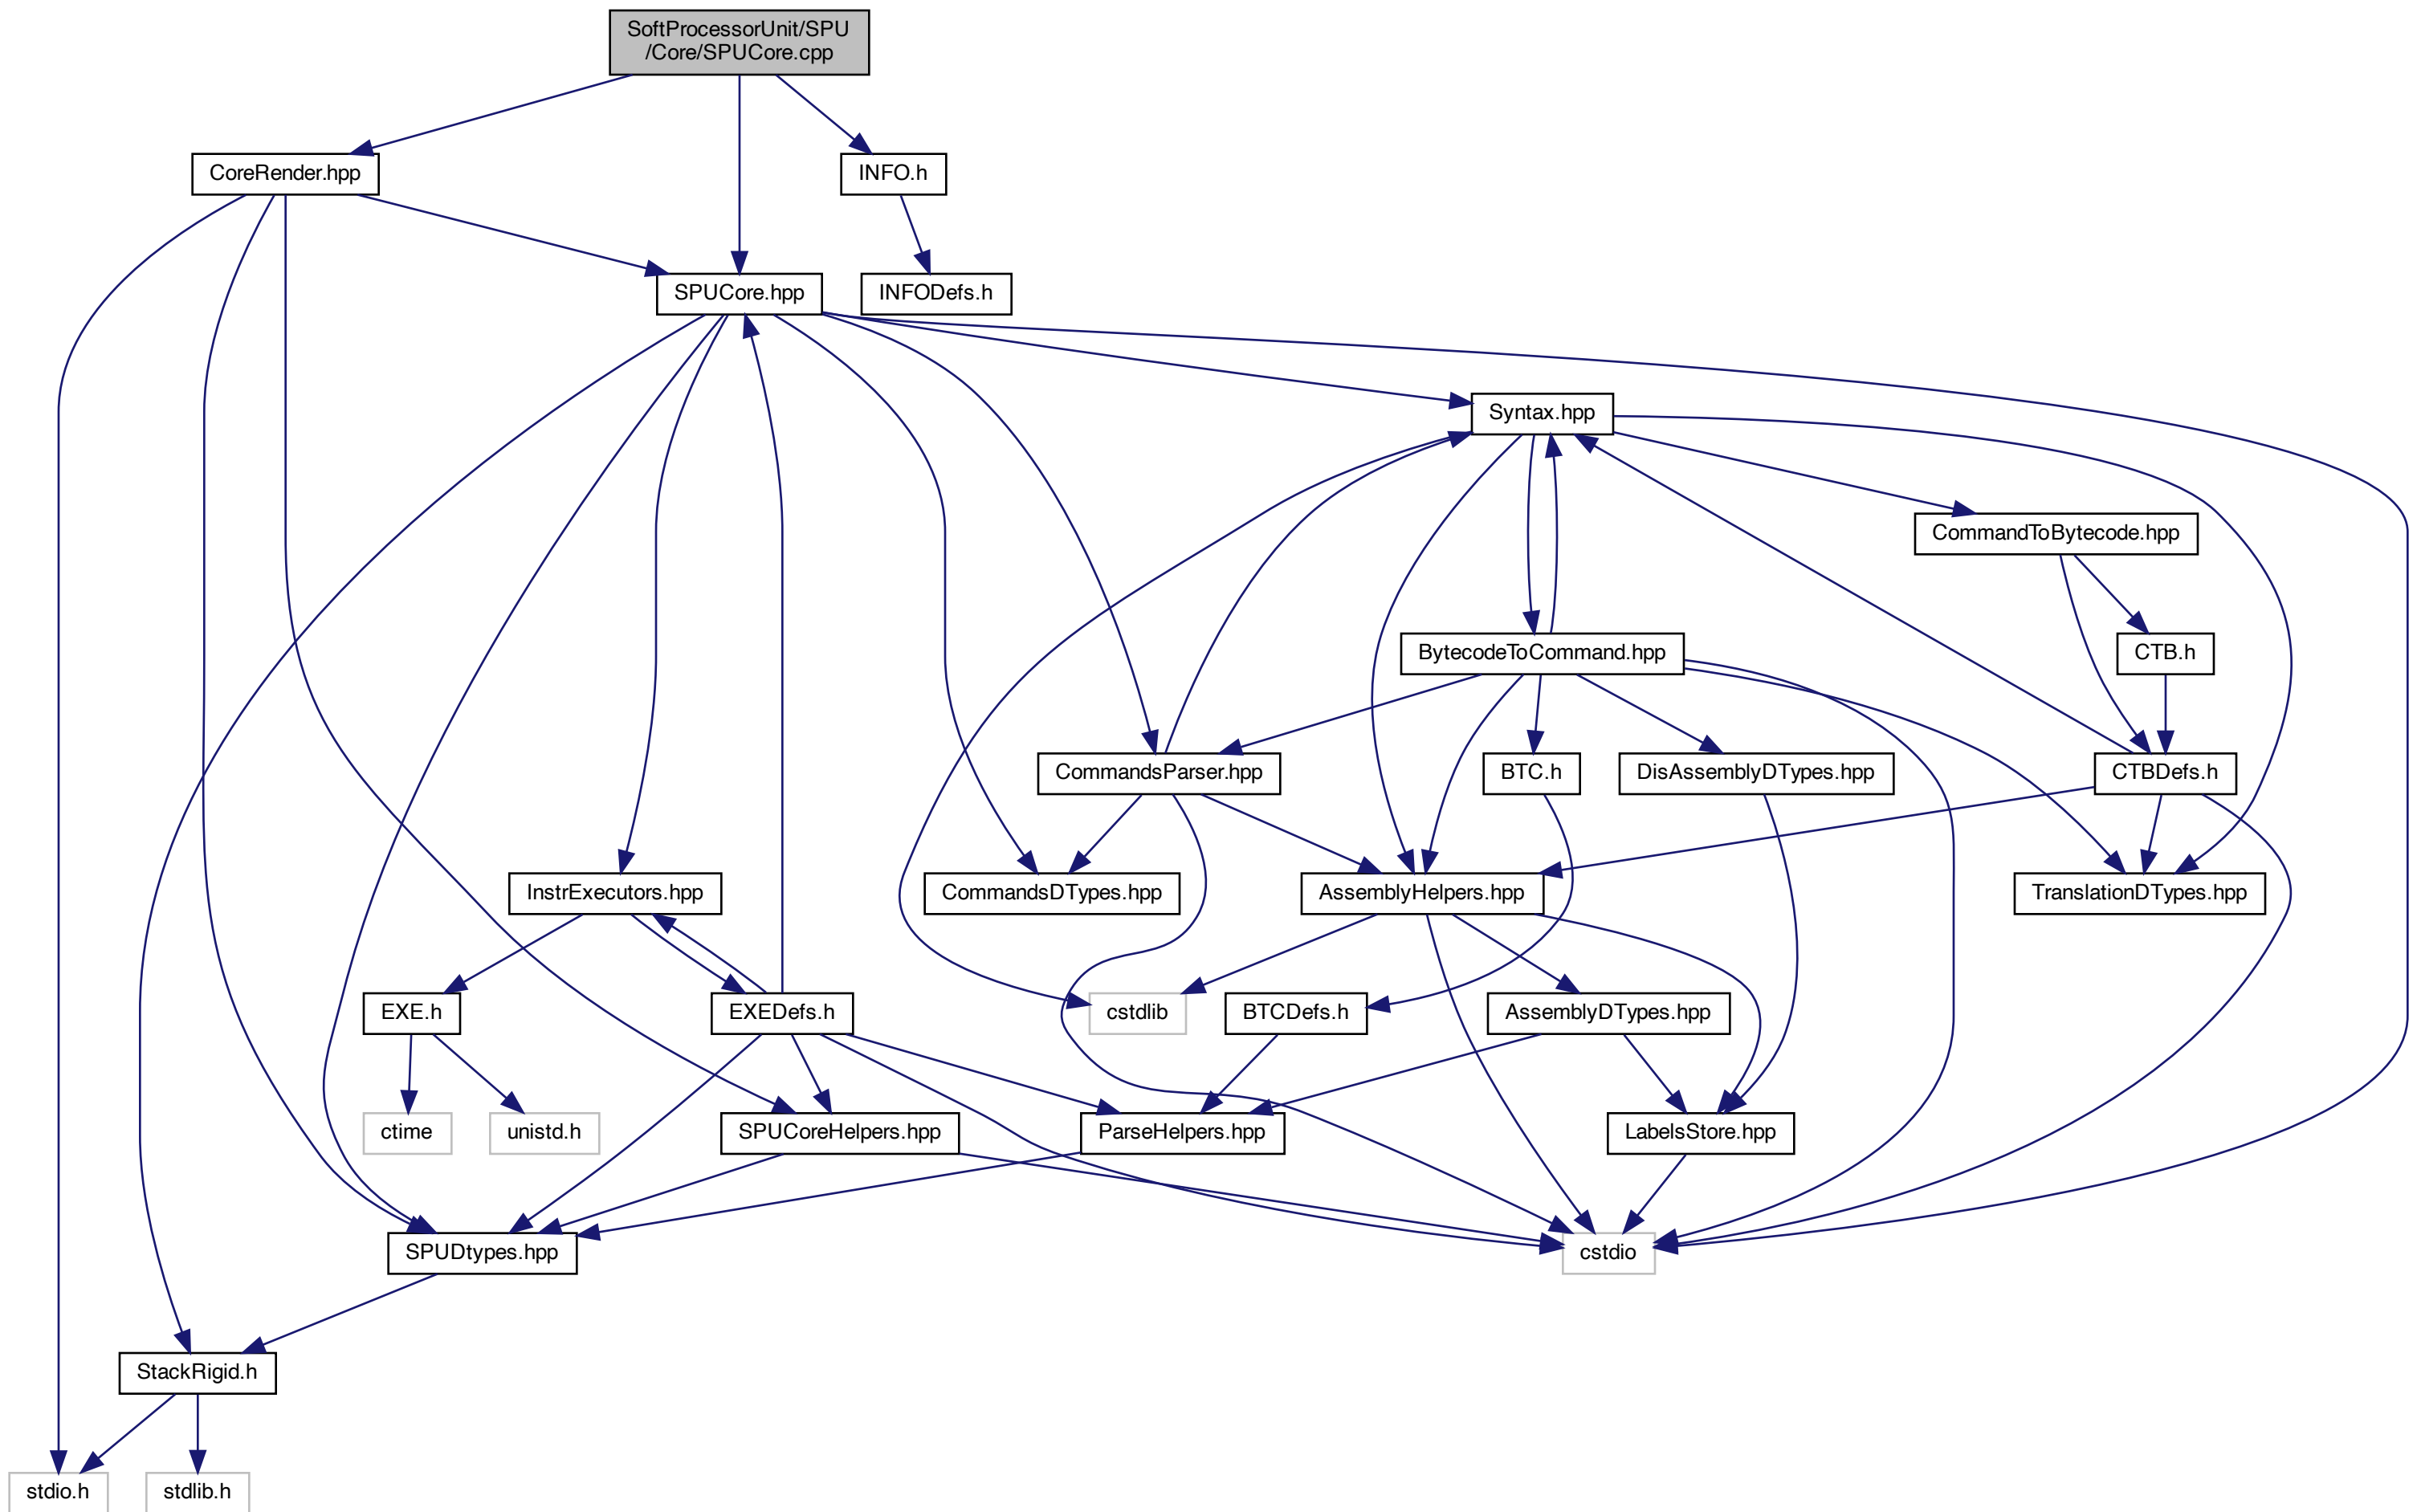 SoftProcessorUnit/SPU
/Core/SPUCore.cpp
CoreRender.hpp
INFO.h
SPUCore.hpp
INFODefs.h
Syntax.hpp
CommandToBytecode.hpp
BytecodeToCommand.hpp
CTB.h
CommandsParser.hpp
BTC.h
DisAssemblyDTypes.hpp
CTBDefs.h
InstrExecutors.hpp
CommandsDTypes.hpp
AssemblyHelpers.hpp
TranslationDTypes.hpp
EXE.h
EXEDefs.h
cstdlib
BTCDefs.h
AssemblyDTypes.hpp
ctime
unistd.h
SPUCoreHelpers.hpp
ParseHelpers.hpp
LabelsStore.hpp
SPUDtypes.hpp
cstdio
StackRigid.h
stdio.h
stdlib.h